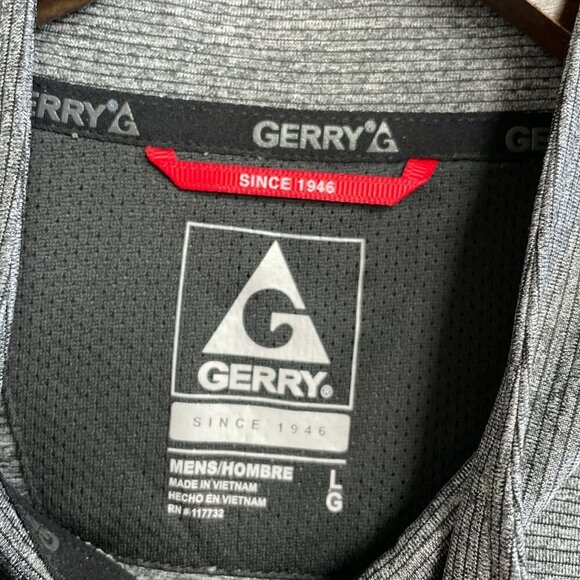 GERRY®
GERRY®
GE
SINCE 1946
G
GERRY®
SINCE 1946
MENS/HOMBRE L
MADE IN VIETNAM
HECHO EN VIETNAM G
RN #117732